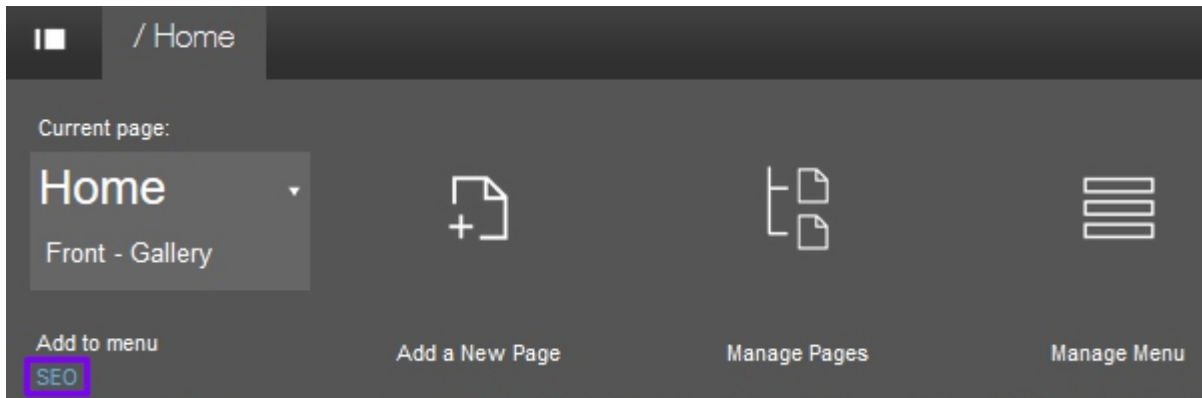 / Home
Current page:
Home
Front - Gallery
Add to menu
SEO
Add a New Page
Manage Pages
Manage Menu